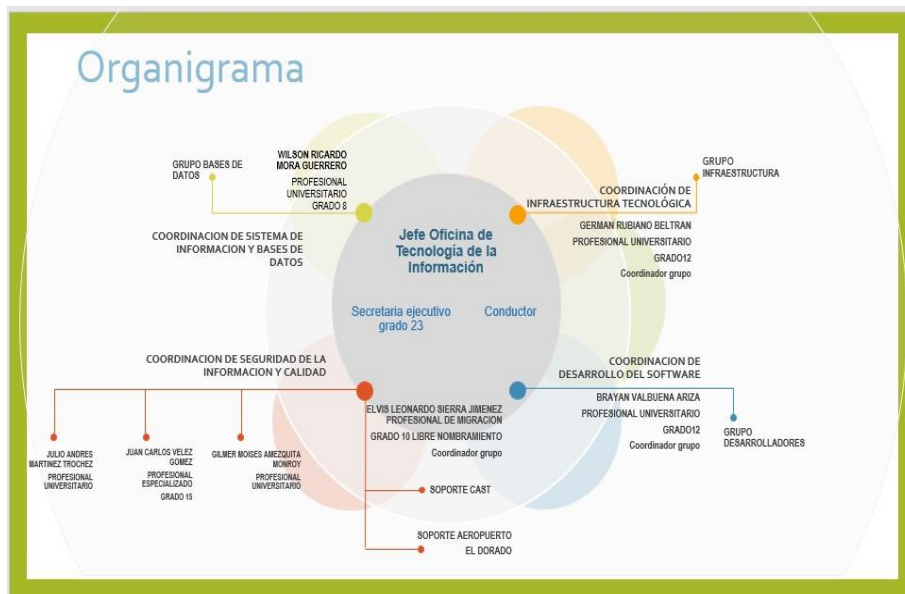 Organigrama
GRUPO BASES DE
DATOS
WILSON RICARDO
MORA GUERRERO
PROFESIONAL
UNIVERSITARIO
GRADO 8
COORDINACION DE SISTEMA DE
INFORMACION Y BASES DE
DATOS
GRUPO
INFRAESTRUCTURA
COORDINACIÓN DE
INFRAESTRUCTURA TECNOLÓGICA
GERMAN RUBIANO BELTRAN
PROFESIONAL UNIVERSITARIO
GRADO12
Coordinador grupo
Jefe Oficina de
Tecnología de la
Información
Secretaria ejecutivo
grado 23
Conductor
COORDINACION DE SEGURIDAD DE LA
INFORMACION Y CALIDAD
ELVIS LEONARDO SIERRA JIMENEZ
PROFESIONAL DE MIGRACION
GRADO 10 LIBRE NOMBRAMIENTO
Coordinador grupo
JULIO ANDRES
MARTINEZ TROCHEZ
PROFESIONAL
UNIVERSITARIO
JUAN CARLOS VELEZ
GOMEZ
PROFESIONAL
ESPECIALIZADO
GRADO 15
GILMER MOISES AMEZQUITA
MONROY
PROFESIONAL
UNIVERSITARIO
SOPORTE CAST
SOPORTE AEROPUERTO
EL DORADO
COORDINACION DE
DESARROLLO DEL SOFTWARE
BRAYAN VALBUENA ARIZA
PROFESIONAL UNIVERSITARIO
GRADO12
Coordinador grupo
GRUPO
DESARROLLADORES